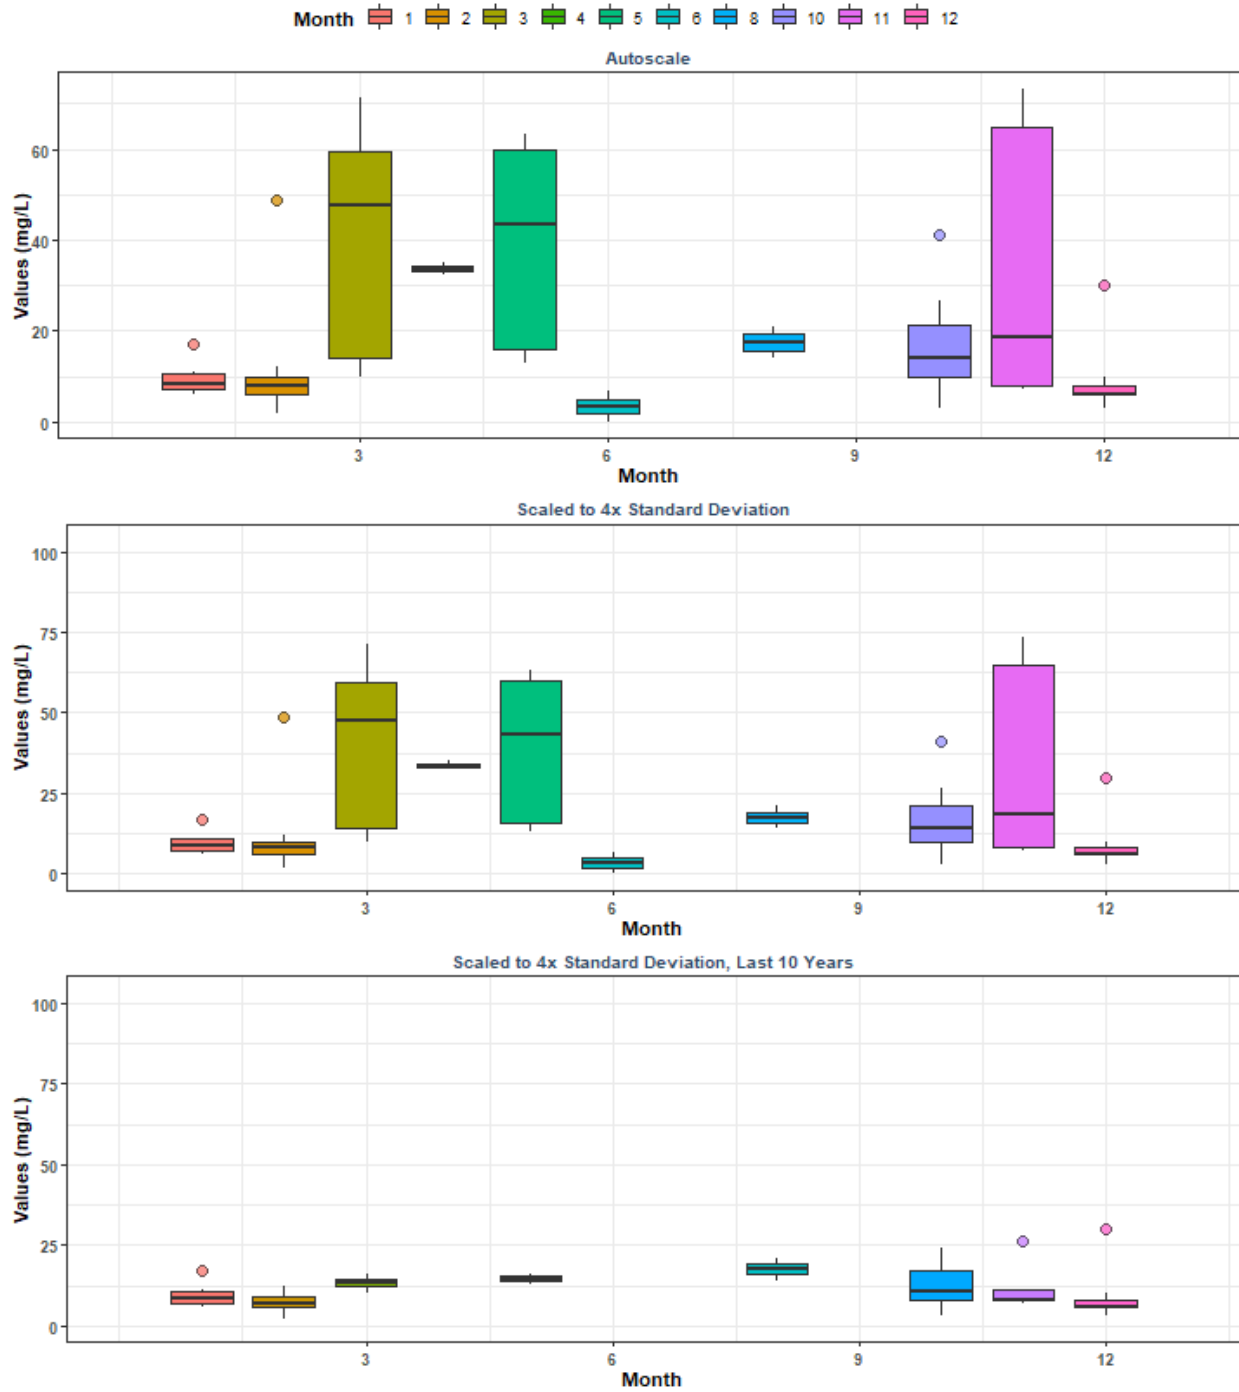 Month 1 2 3 4 5 6 8 10 11 12
Autoscale
Values (mg/L)
60
40
20
0
3 6 9 12
Month
Scaled to 4x Standard Deviation
Values (mg/L)
100
75
50
25
0
3 6 9 12
Month
Scaled to 4x Standard Deviation, Last 10 Years
Values (mg/L)
100
75
50
25
0
3 6 9 12
Month